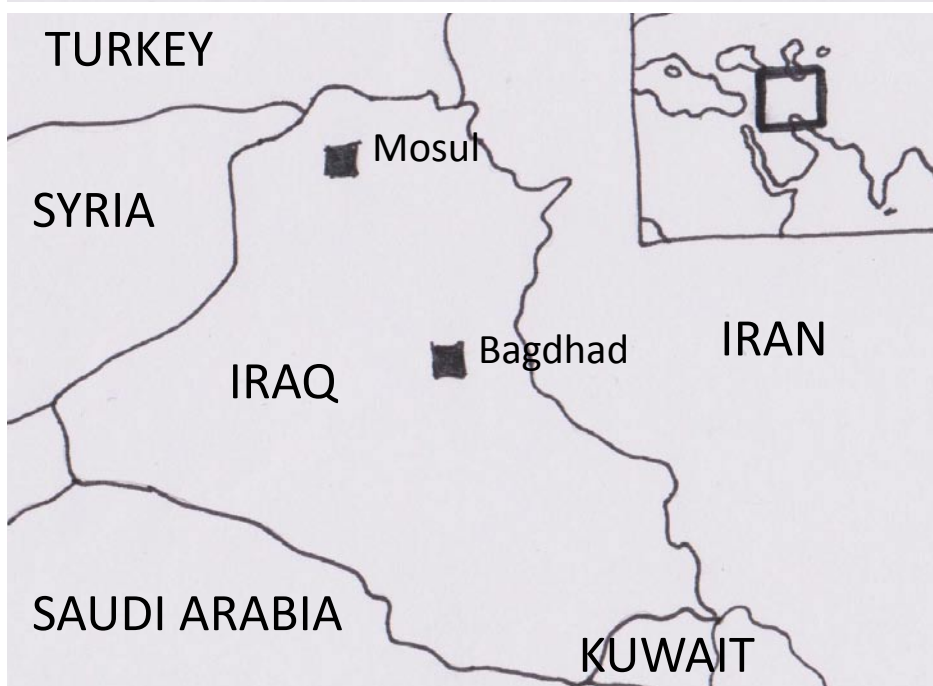 TURKEY
Mosul
SYRIA
Bagdhad
IRAN
IRAQ
SAUDI ARABIA
KUWAIT